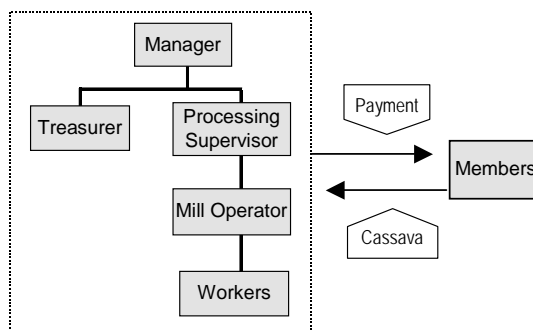 Manager
Treasurer
Processing
Supervisor
Mill Operator
Workers
Payment
Members
Cassava